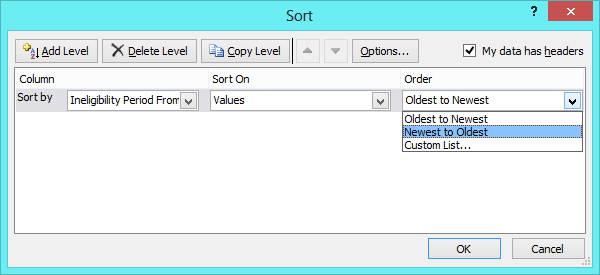 Sort
?
Add Level Delete Level Copy Level Options... My data has headers
Column Sort On Order
Sort by Ineligibility Period From Values Oldest to Newest
Oldest to Newest
Newest to Oldest
Custom List...
OK Cancel